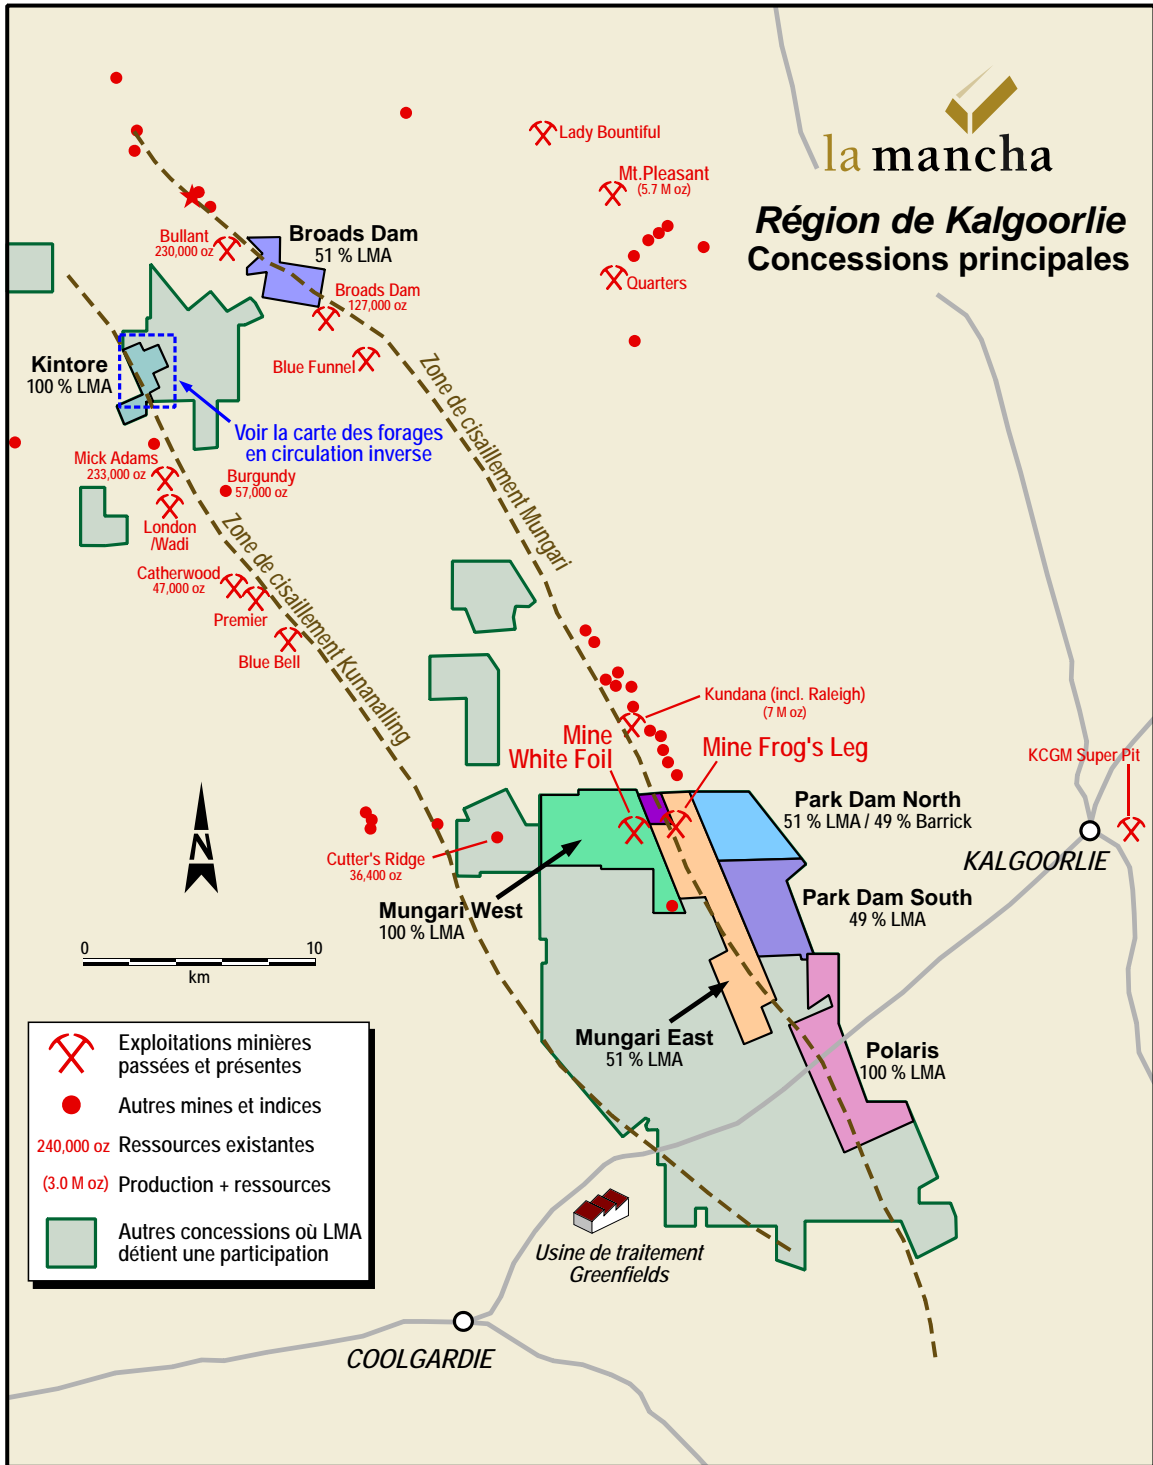 la mancha
Région de Kalgoorlie
Concessions principales
Lady Bountiful
Mt.Pleasant
(5.7 M oz)
Quarters
Bullant
230,000 oz
Broads Dam
51 % LMA
Broads Dam
127,000 oz
Blue Funnel
Kintore
100 % LMA
Voir la carte des forages
en circulation inverse
Zone de cisaillement Mungari
Mick Adams
233,000 oz
Burgundy
57,000 oz
London
/Wadi
Zone de cisaillement Kunanalling
Catherwood
47,000 oz
Premier
Blue Bell
Kundana (incl. Raleigh)
(7 M oz)
Mine
White Foil
Mine Frog's Leg
KCGM Super Pit
Park Dam North
51 % LMA / 49 % Barrick
KALGOORLIE
Cutter's Ridge
36,400 oz
Mungari West
100 % LMA
Park Dam South
49 % LMA
N
0
10
km
Mungari East
51 % LMA
Polaris
100 % LMA
Exploitations minières
passées et présentes
Autres mines et indices
240,000 oz Ressources existantes
(3.0 M oz) Production + ressources
Autres concessions où LMA
détient une participation
Usine de traitement
Greenfields
COOLGARDIE